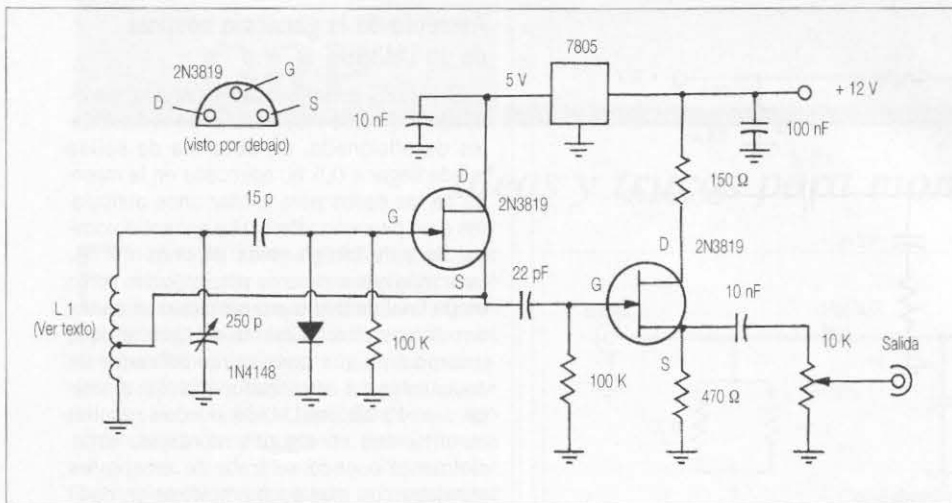 2N3819
G
D
S
(visto por debajo)
7805
5 V
+ 12 V
10 nF
100 nF
150 Ω
15 p
D
2N3819
G
S
22 pF
D
2N3819
G
S
10 nF
10 K
Salida
L 1
(Ver texto)
250 p
1N4148
100 K
100 K
470 Ω